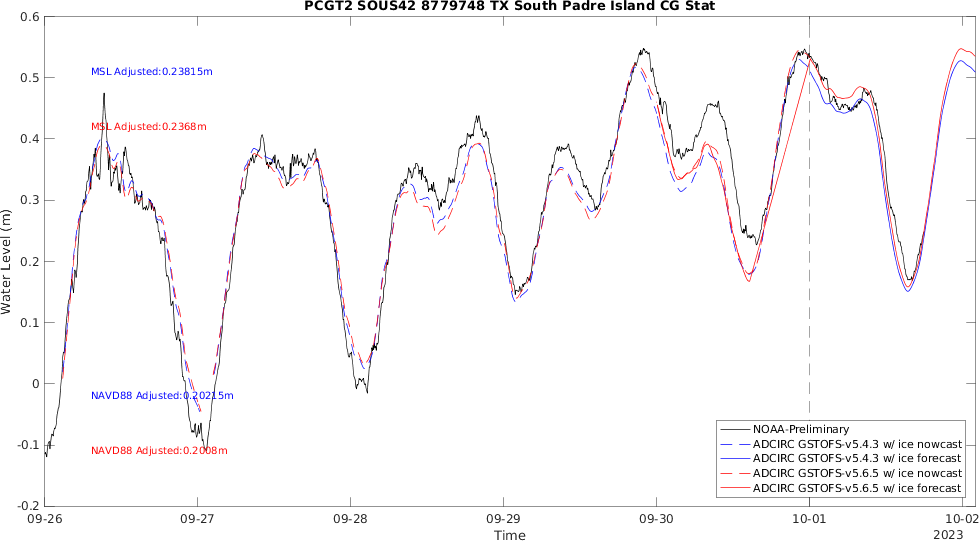 PCGT2 SOUS42 8779748 TX South Padre Island CG Stat
0.6
0.5
0.4
0.3
0.2
0.1
0
-0.1
-0.2
Water Level (m)
MSL Adjusted:0.23815m
MSL Adjusted:0.2368m
NAVD88 Adjusted:0.20215m
NAVD88 Adjusted:0.2008m
NOAA-Preliminary
ADCIRC GSTOFS-v5.4.3 w/ ice nowcast
ADCIRC GSTOFS-v5.4.3 w/ ice forecast
ADCIRC GSTOFS-v5.6.5 w/ ice nowcast
ADCIRC GSTOFS-v5.6.5 w/ ice forecast
09-26 09-27 09-28 09-29 09-30 10-01 10-02
Time
2023